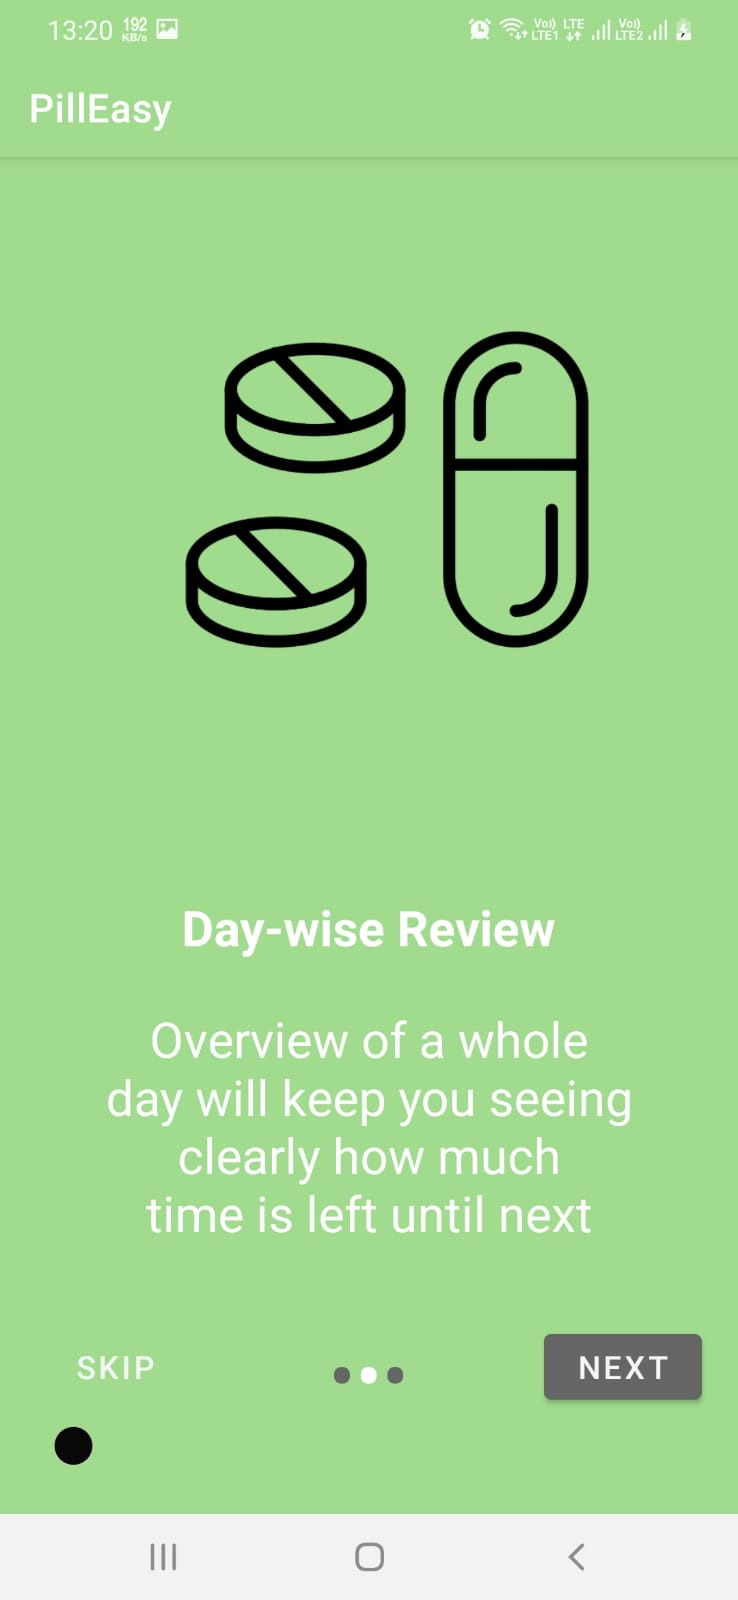 13:20 192 KB/s Vo) LTE1 LTE Vo) LTE2
PillEasy
Day-wise Review
Overview of a whole
day will keep you seeing
clearly how much
time is left until next
SKIP
NEXT